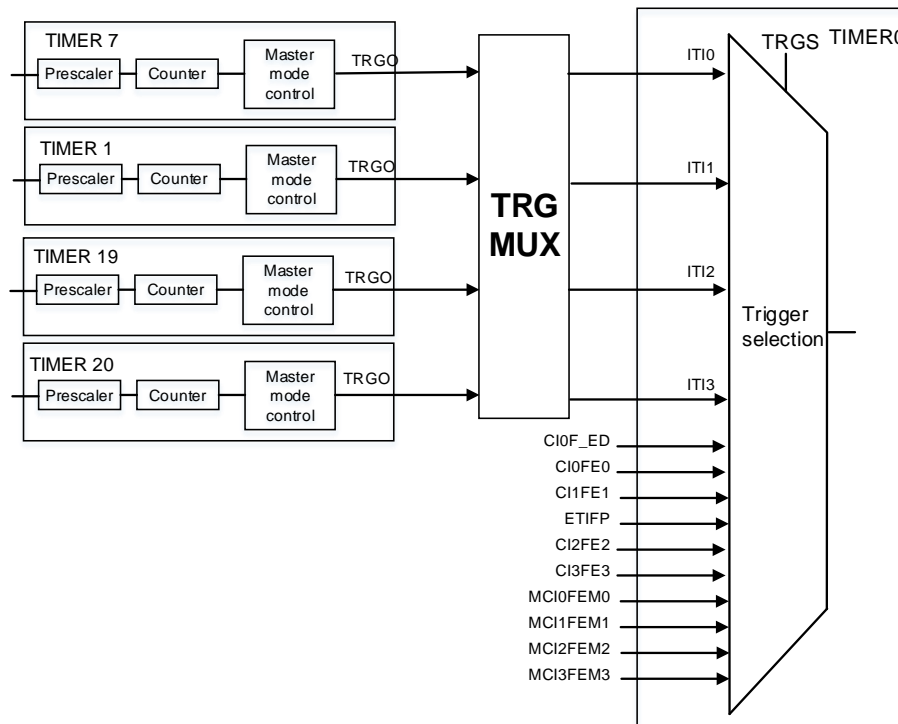 TIMER 7
Prescaler
Counter
Master
mode
control
TRGO
TIMER 1
Prescaler
Counter
Master
mode
control
TRGO
TIMER 19
Prescaler
Counter
Master
mode
control
TRGO
TIMER 20
Prescaler
Counter
Master
mode
control
TRGO
TRG
MUX
ITI0
ITI1
ITI2
ITI3
CI0F_ED
CI0FE0
CI1FE1
ETIFP
CI2FE2
CI3FE3
MCI0FEM0
MCI1FEM1
MCI2FEM2
MCI3FEM3
TRGS
TIMER0
Trigger
selection